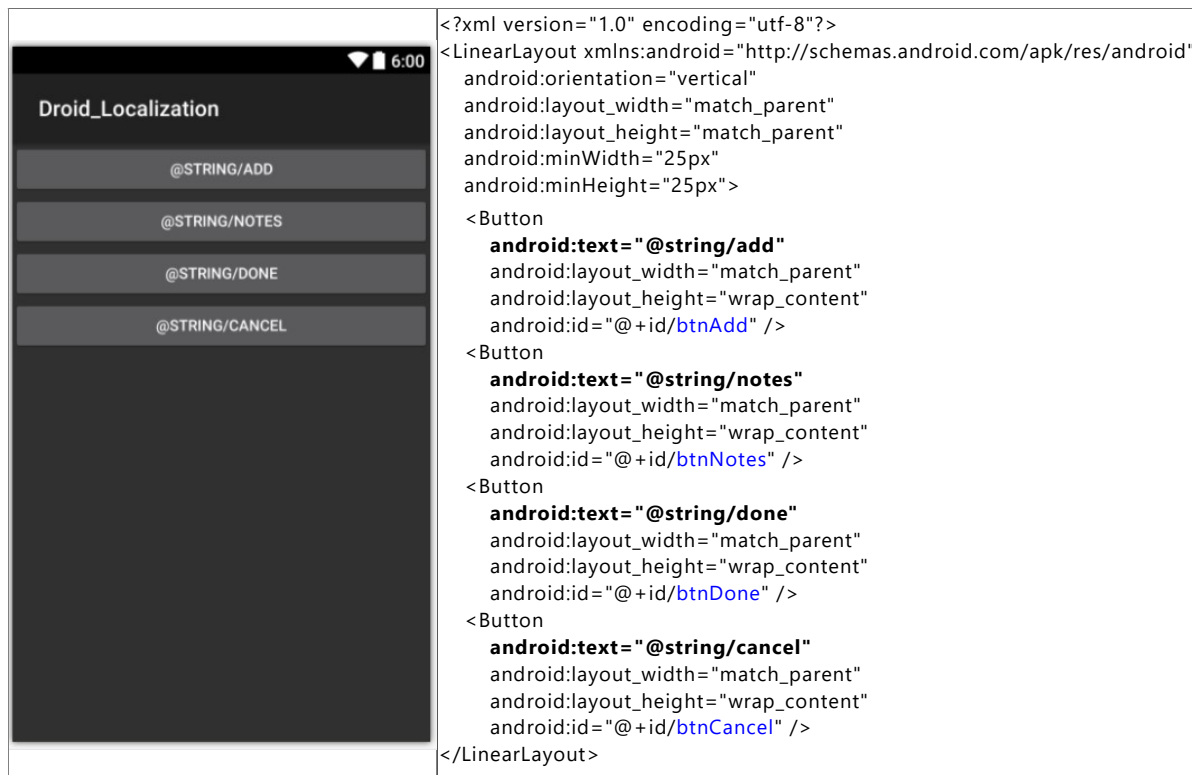 6:00
Droid_Localization
@STRING/ADD
@STRING/NOTES
@STRING/DONE
@STRING/CANCEL
<?xml version="1.0" encoding="utf-8"?>
<LinearLayout xmlns:android="http://schemas.android.com/apk/res/android"
android:orientation="vertical"
android:layout_width="match_parent"
android:layout_height="match_parent"
android:minWidth="25px"
android:minHeight="25px">
<Button
android:text="@string/add"
android:layout_width="match_parent"
android:layout_height="wrap_content"
android:id="@+id/btnAdd" />
<Button
android:text="@string/notes"
android:layout_width="match_parent"
android:layout_height="wrap_content"
android:id="@+id/btnNotes" />
<Button
android:text="@string/done"
android:layout_width="match_parent"
android:layout_height="wrap_content"
android:id="@+id/btnDone" />
<Button
android:text="@string/cancel"
android:layout_width="match_parent"
android:layout_height="wrap_content"
android:id="@+id/btnCancel" />
</LinearLayout>